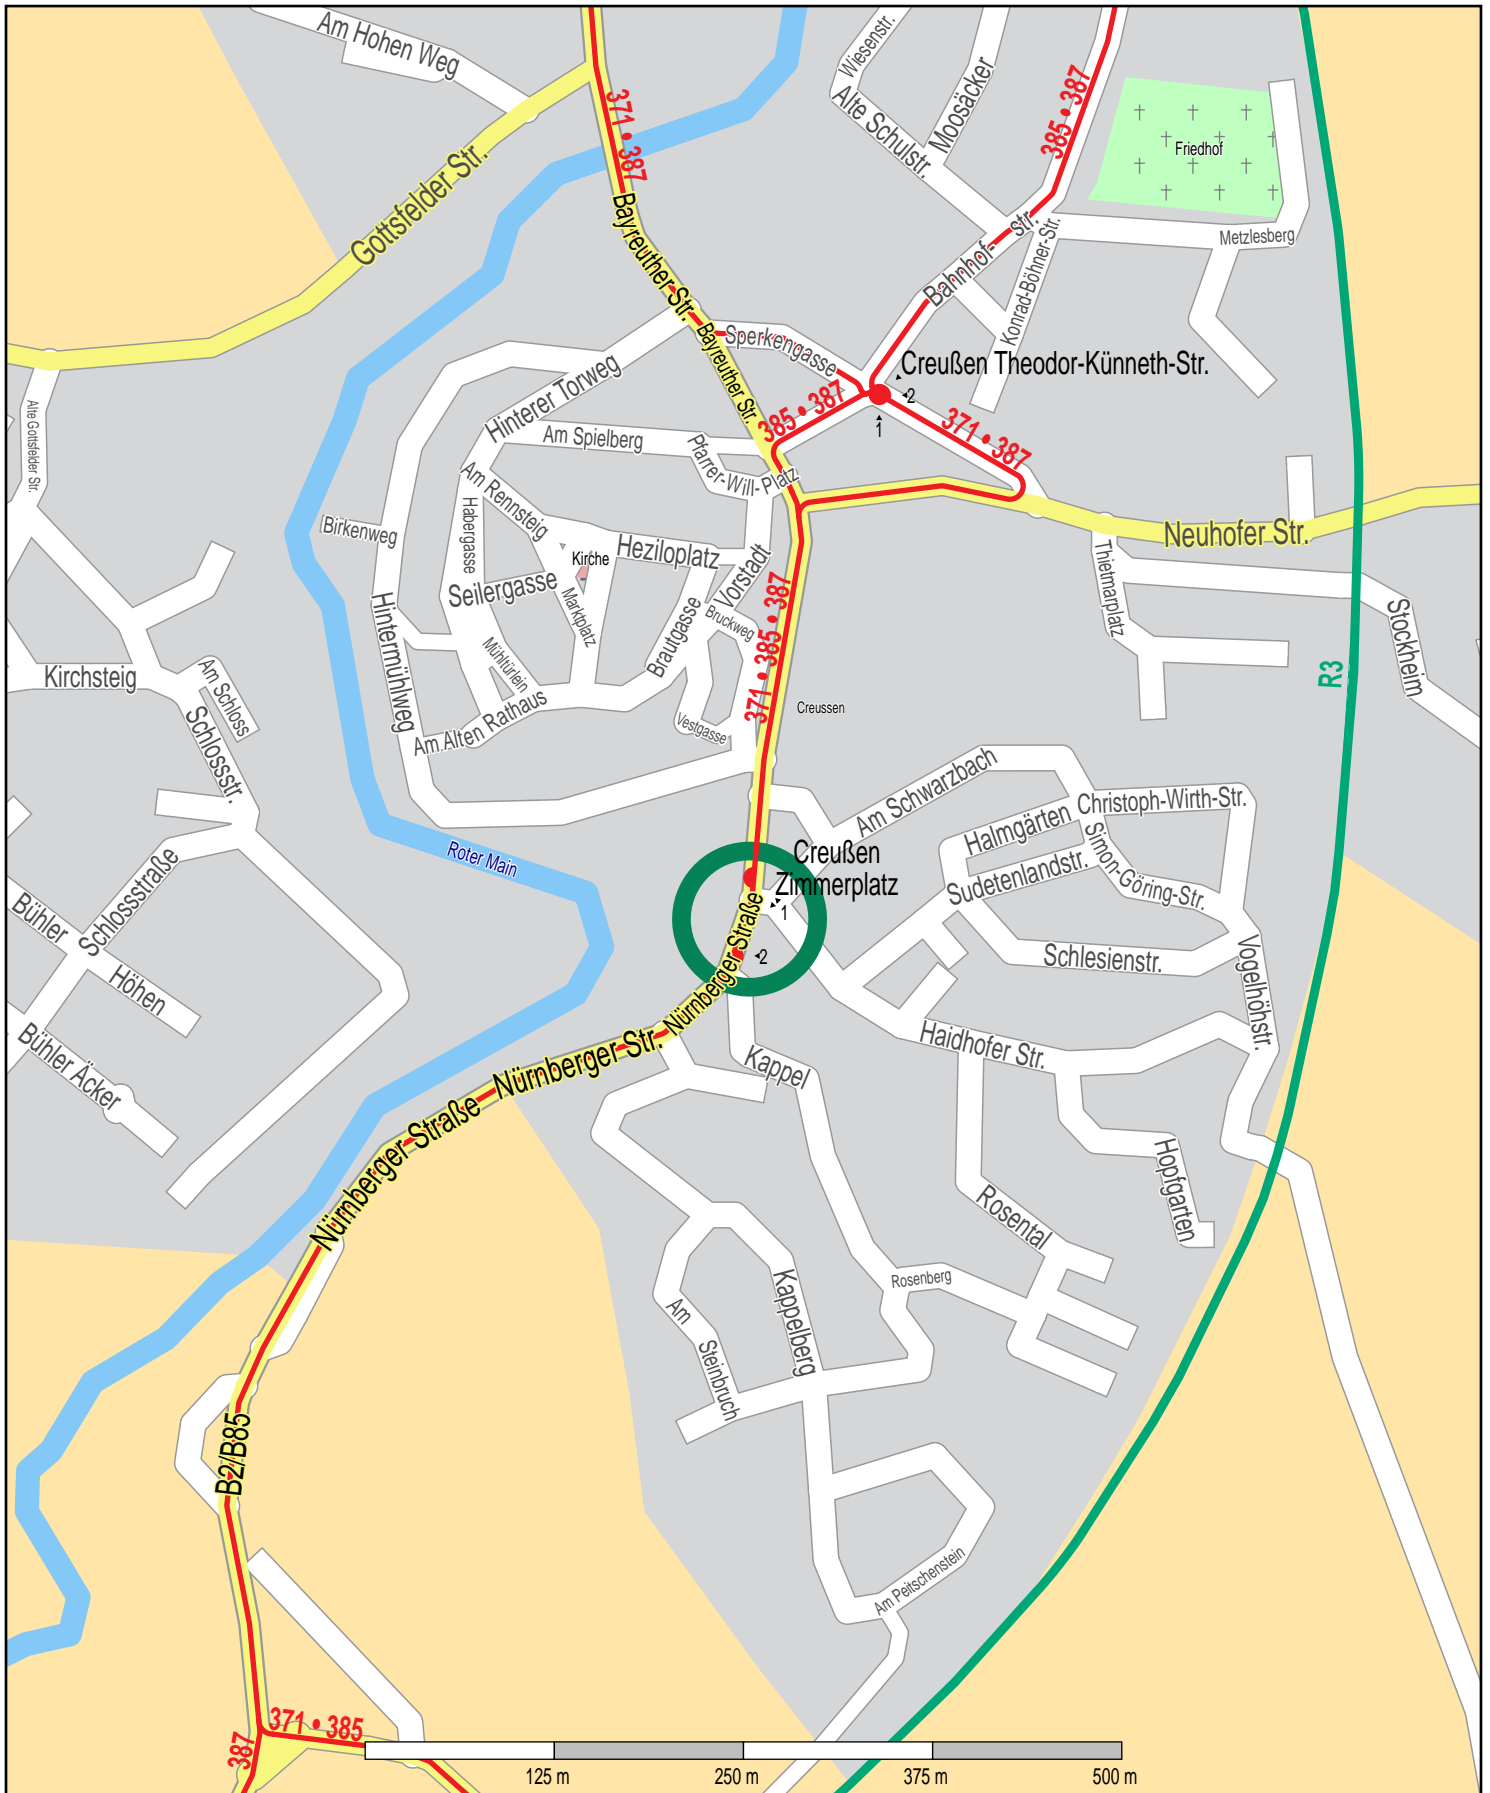 Am Hohen Weg
Wiesenstr.
Moosäcker
Alte Schulstr.
371 • 387
385 • 387
Friedhof
Gottsfelder Str.
Bayreuther Str.
Bahnhof-
str.
Metzlesberg
Konrad-Böhner-Str.
Bayreuther Str.
Sperkengasse
Creußen Theodor-Künneth-Str.
2
1
Hinterer Torweg
385 • 387
371 • 387
Alte Gottsfelder Str.
Am Spielberg
Pfarrer-Will-Platz
Am Rennsteig
Habergasse
Birkenweg
Kirche
Heziloplatz
Neuhofer Str.
Seilergasse
Marktplatz
Vorstadt
Bruckweg
Brautgasse
371 • 385 • 387
Thietmarplatz
Stockheim
Hintermühlweg
Mühltürlein
R3
Kirchsteig
Am Schloss
Schlossstr.
Am Alten Rathaus
Vestgasse
Creussen
Am Schwarzbach
Halmgärten
Christoph-Wirth-Str.
Simon-Göring-Str.
Sudetenlandstr.
Roter Main
Creußen
Zimmerplatz
1
2
Schlossstraße
Bühler
Höhen
Schlesienstr.
Vogelhöhstr.
Nürnberger Straße
Haidhofer Str.
Bühler Äcker
Nürnberger Str.
Kappel
Nürnberger Straße
Hopfgarten
Rosental
Rosenberg
Am
Steinbruch
Kappelberg
B2/B85
Am Peitschenstein
371 • 385
387
125 m
250 m
375 m
500 m